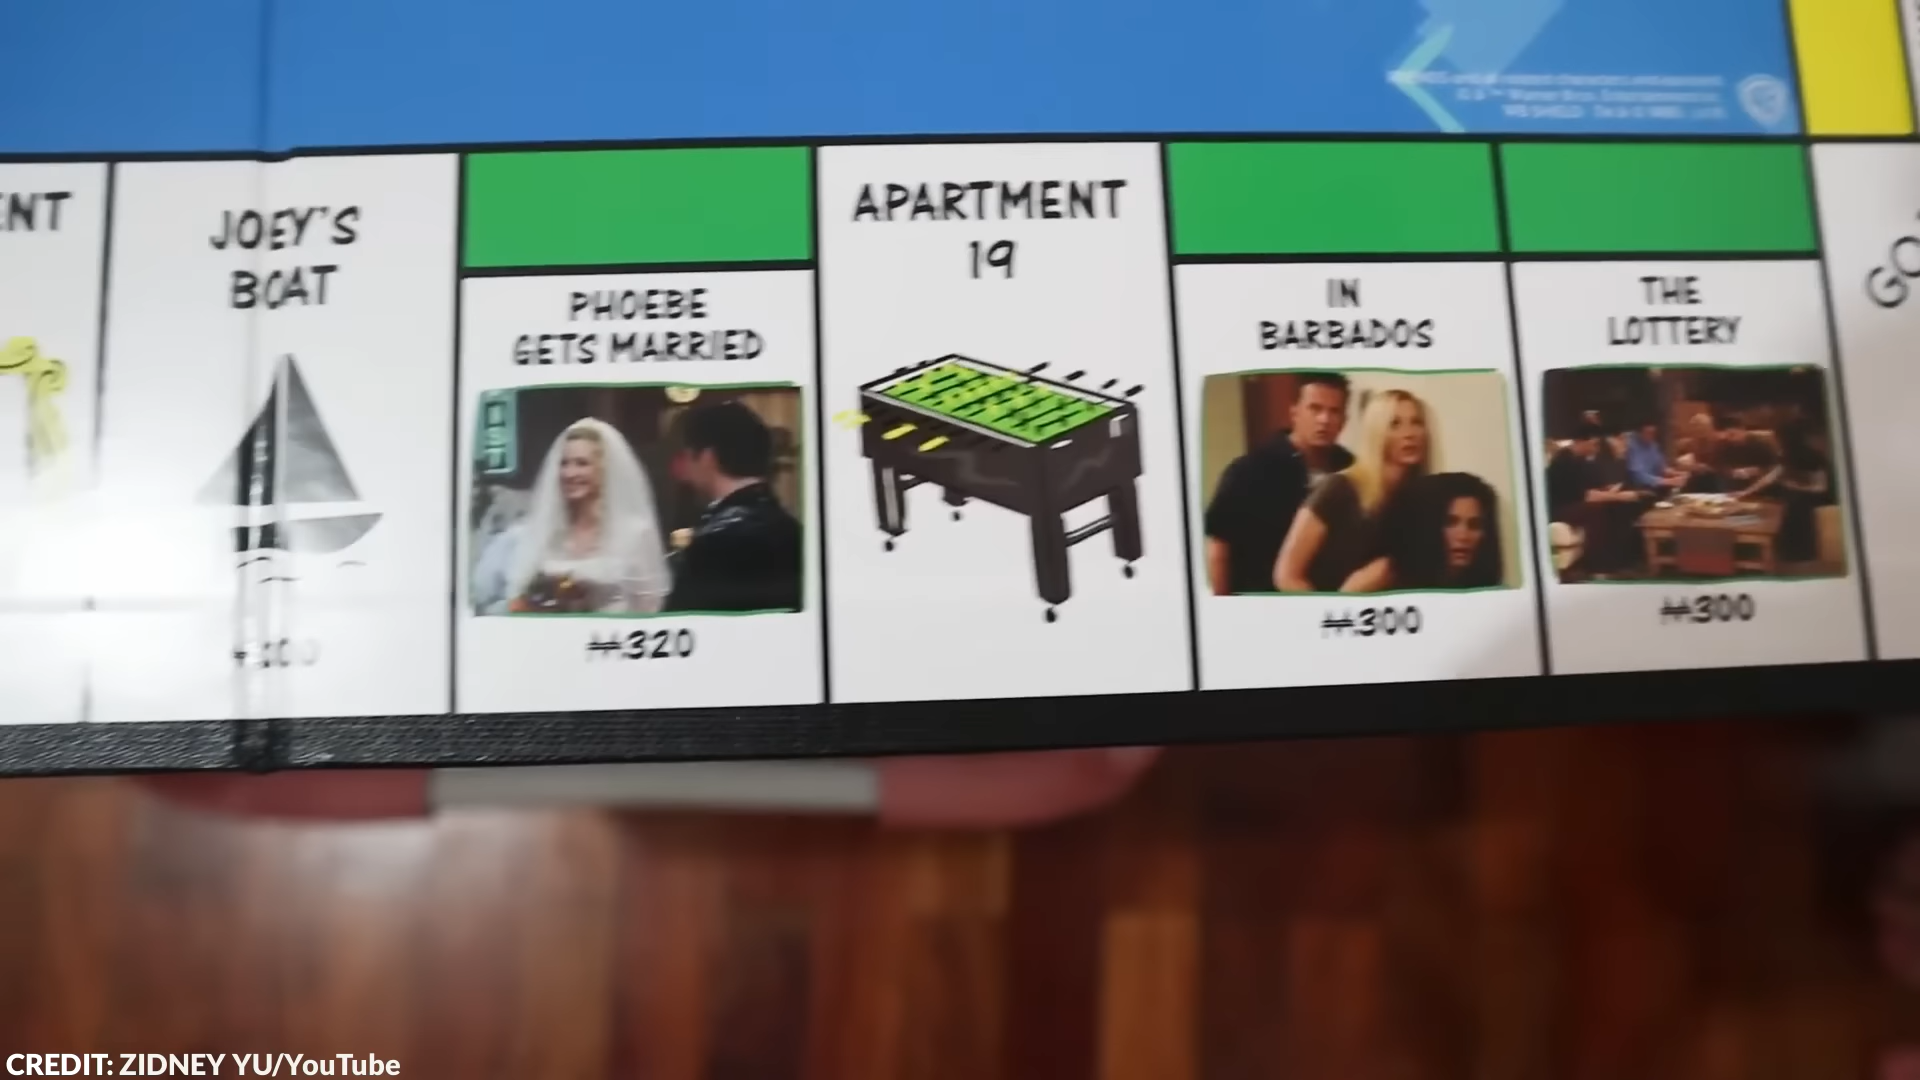 ENT
JOEY'S
BOAT
PHOEBE
GETS MARRIED
₩320
APARTMENT
19
IN
BARBADOS
₩300
THE
LOTTERY
₩300
GO
CREDIT: ZIDNEY YU/YouTube